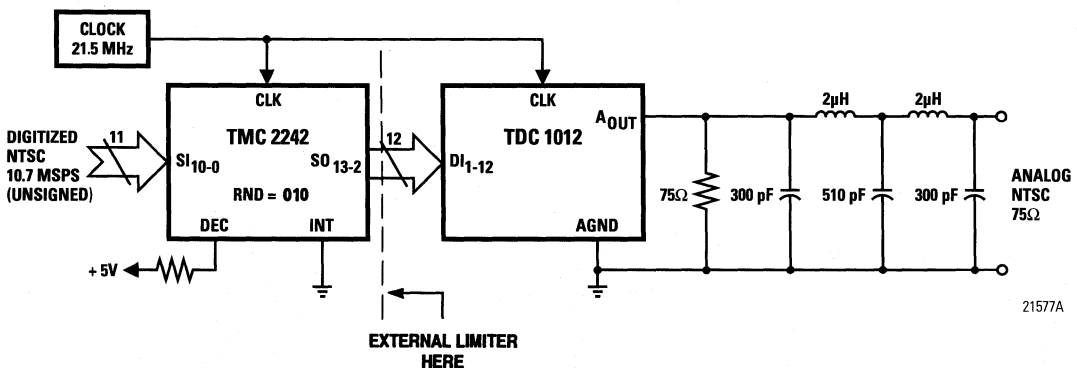 CLOCK
21.5 MHz
DIGITIZED
NTSC
10.7 MSPS
(UNSIGNED)
11
CLK
TMC 2242
SI10-0
SO 13-2
RND = 010
DEC
INT
+ 5V
12
EXTERNAL LIMITER
HERE
CLK
TDC 1012
DI1-12
AOUT
AGND
75Ω
300 pF
2µH
510 pF
2µH
300 pF
ANALOG
NTSC
75Ω
21577A